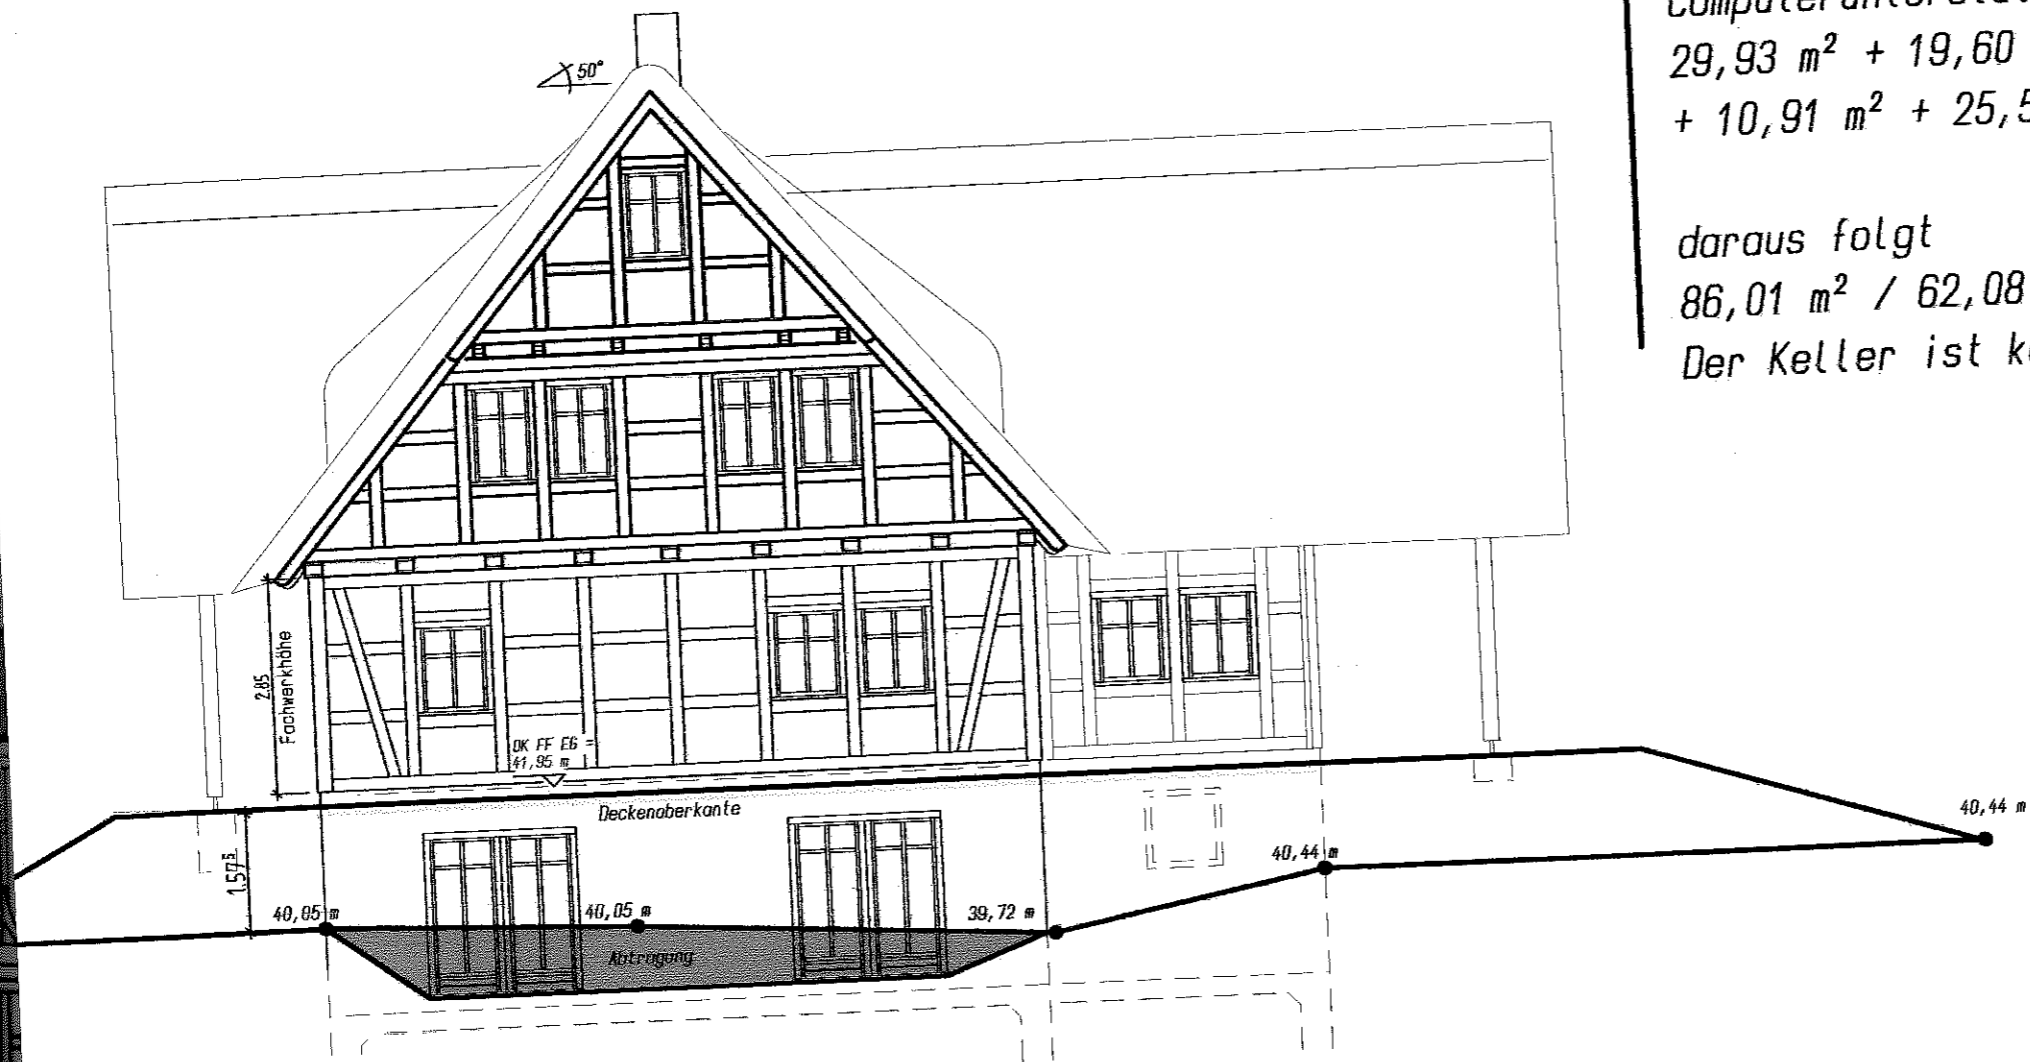 29,93 m² + 19,60
+ 10,91 m² + 25,5
daraus folgt
86,01 m² / 62,08
Der Keller ist
50°
2.85
Fachwerkhöhe
OK FF EG =
41,95 m
Deckenoberkante
1.57⁵
40,05 m
40,05 m
39,72 m
40,44 m
40,44 m
Abtragung